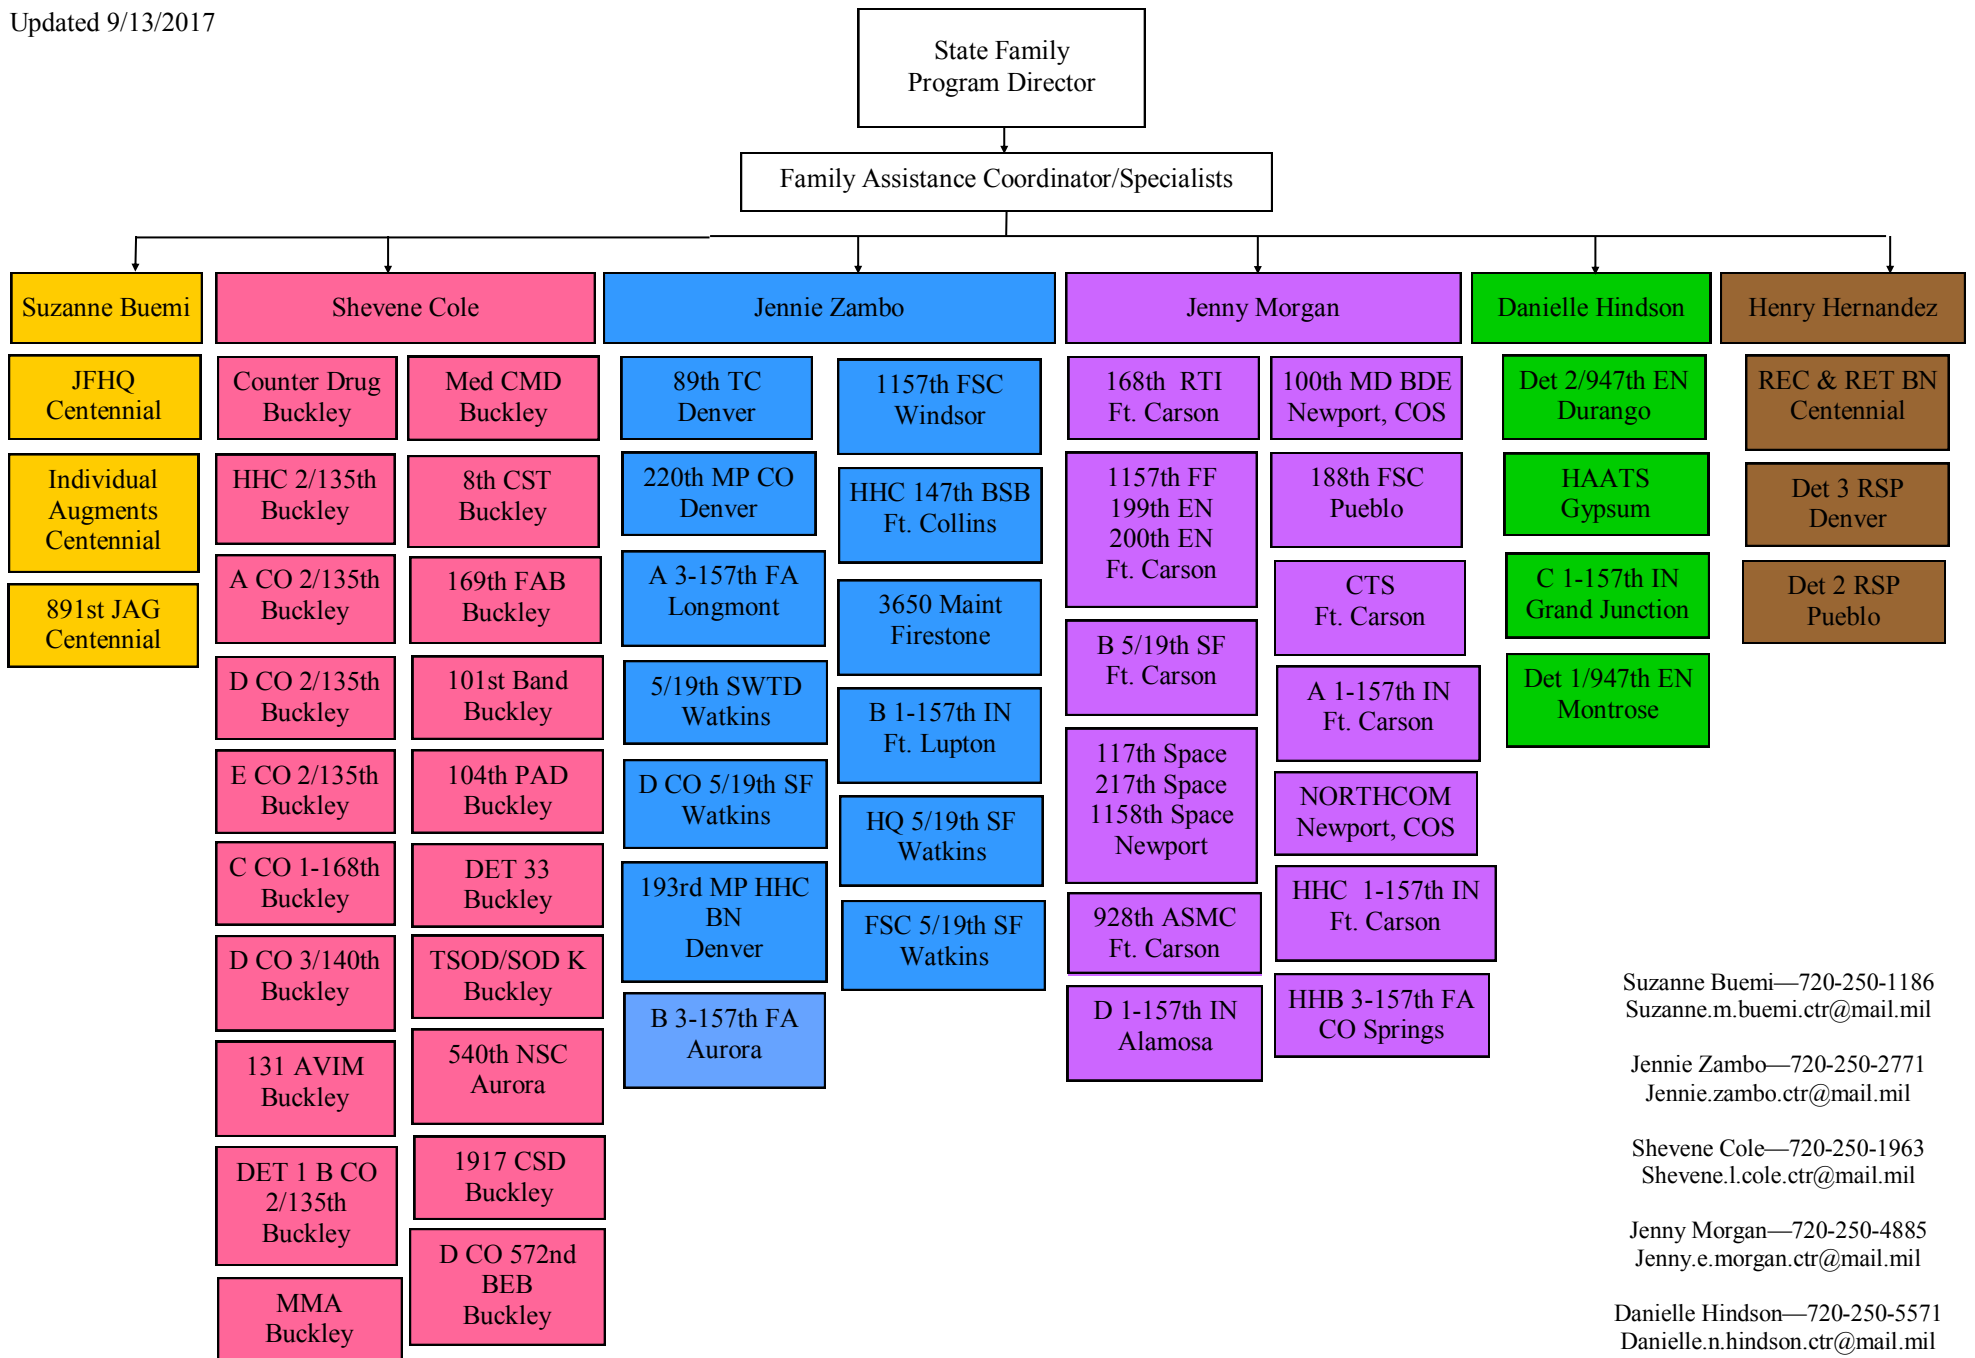 Updated 9/13/2017
State Family
Program Director
Family Assistance Coordinator/Specialists
Suzanne Buemi
JFHQ
Centennial
Individual
Augments
Centennial
891st JAG
Centennial
Shevene Cole
Counter Drug
Buckley
HHC 2/135th
Buckley
A CO 2/135th
Buckley
D CO 2/135th
Buckley
E CO 2/135th
Buckley
C CO 1-168th
Buckley
D CO 3/140th
Buckley
131 AVIM
Buckley
DET 1 B CO
2/135th
Buckley
MMA
Buckley
Med CMD
Buckley
8th CST
Buckley
169th FAB
Buckley
101st Band
Buckley
104th PAD
Buckley
DET 33
Buckley
TSOD/SOD K
Buckley
540th NSC
Aurora
1917 CSD
Buckley
D CO 572nd
BEB
Buckley
Jennie Zambo
89th TC
Denver
220th MP CO
Denver
A 3-157th FA
Longmont
5/19th SWTD
Watkins
D CO 5/19th SF
Watkins
193rd MP HHC
BN
Denver
B 3-157th FA
Aurora
1157th FSC
Windsor
HHC 147th BSB
Ft. Collins
3650 Maint
Firestone
B 1-157th IN
Ft. Lupton
HQ 5/19th SF
Watkins
FSC 5/19th SF
Watkins
Jenny Morgan
168th RTI
Ft. Carson
1157th FF
199th EN
200th EN
Ft. Carson
B 5/19th SF
Ft. Carson
117th Space
217th Space
1158th Space
Newport
928th ASMC
Ft. Carson
D 1-157th IN
Alamosa
100th MD BDE
Newport, COS
188th FSC
Pueblo
CTS
Ft. Carson
A 1-157th IN
Ft. Carson
NORTHCOM
Newport, COS
HHC 1-157th IN
Ft. Carson
HHB 3-157th FA
CO Springs
Danielle Hindson
Det 2/947th EN
Durango
HAATS
Gypsum
C 1-157th IN
Grand Junction
Det 1/947th EN
Montrose
Henry Hernandez
REC & RET BN
Centennial
Det 3 RSP
Denver
Det 2 RSP
Pueblo
Suzanne Buemi—720-250-1186
Suzanne.m.buemi.ctr@mail.mil
Jennie Zambo—720-250-2771
Jennie.zambo.ctr@mail.mil
Shevene Cole—720-250-1963
Shevene.l.cole.ctr@mail.mil
Jenny Morgan—720-250-4885
Jenny.e.morgan.ctr@mail.mil
Danielle Hindson—720-250-5571
Danielle.n.hindson.ctr@mail.mil